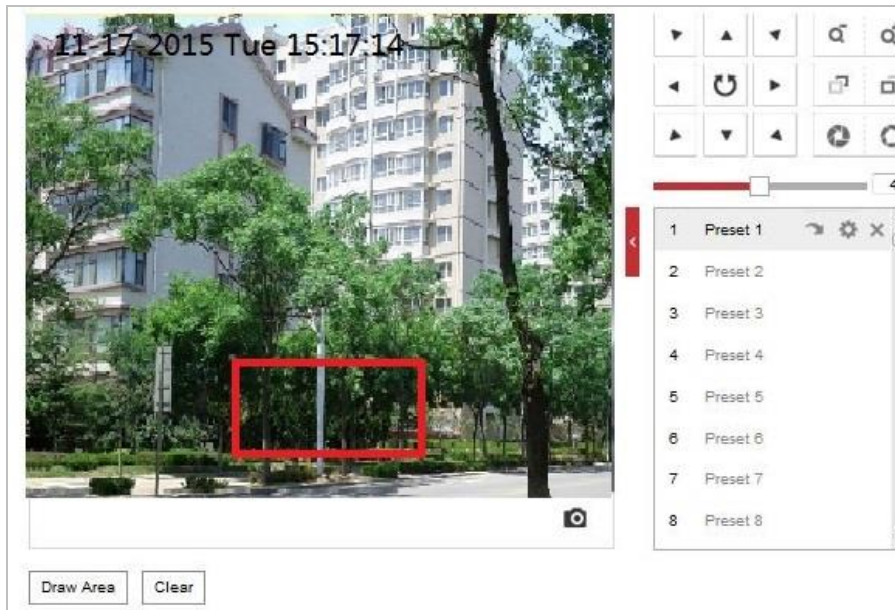 11-17-2015 Tue 15:17:14
4
1 Preset 1
2 Preset 2
3 Preset 3
4 Preset 4
5 Preset 5
6 Preset 6
7 Preset 7
8 Preset 8
Draw Area Clear